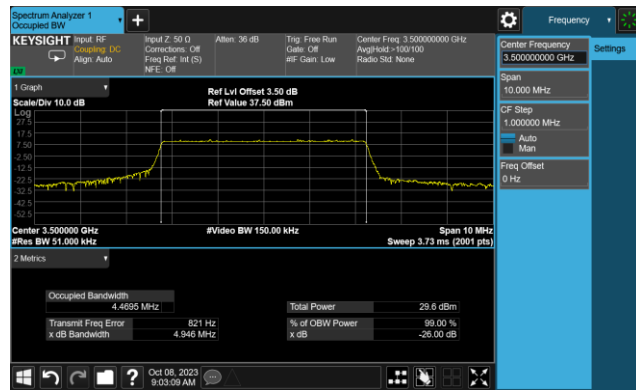 Spectrum Analyzer 1
Occupied BW
+
Frequency
KEYSIGHT
Input: RF
Coupling: DC
Align: Auto
Input Z: 50 Ω
Corrections: Off
Freq Ref: Int (S)
NFE: Off
Atten: 36 dB
Trig: Free Run
Gate: Off
#IF Gain: Low
Center Freq: 3.500000000 GHz
Avg|Hold:>100/100
Radio Std: None
Center Frequency
3.500000000 GHz
Settings
Span
10.000 MHz
CF Step
1.000000 MHz
Auto
Man
Freq Offset
0 Hz
1 Graph
Scale/Div 10.0 dB
Ref Lvl Offset 3.50 dB
Ref Value 37.50 dBm
Log
27.5
17.5
7.50
-2.50
-12.5
-22.5
-32.5
-42.5
-52.5
Center 3.500000 GHz
#Res BW 51.000 kHz
#Video BW 150.00 kHz
Span 10 MHz
Sweep 3.73 ms (2001 pts)
2 Metrics
Occupied Bandwidth
4.4695 MHz
Total Power 29.6 dBm
Transmit Freq Error 821 Hz
% of OBW Power 99.00 %
x dB Bandwidth 4.946 MHz
x dB -26.00 dB
?
Oct 08, 2023
9:03:09 AM